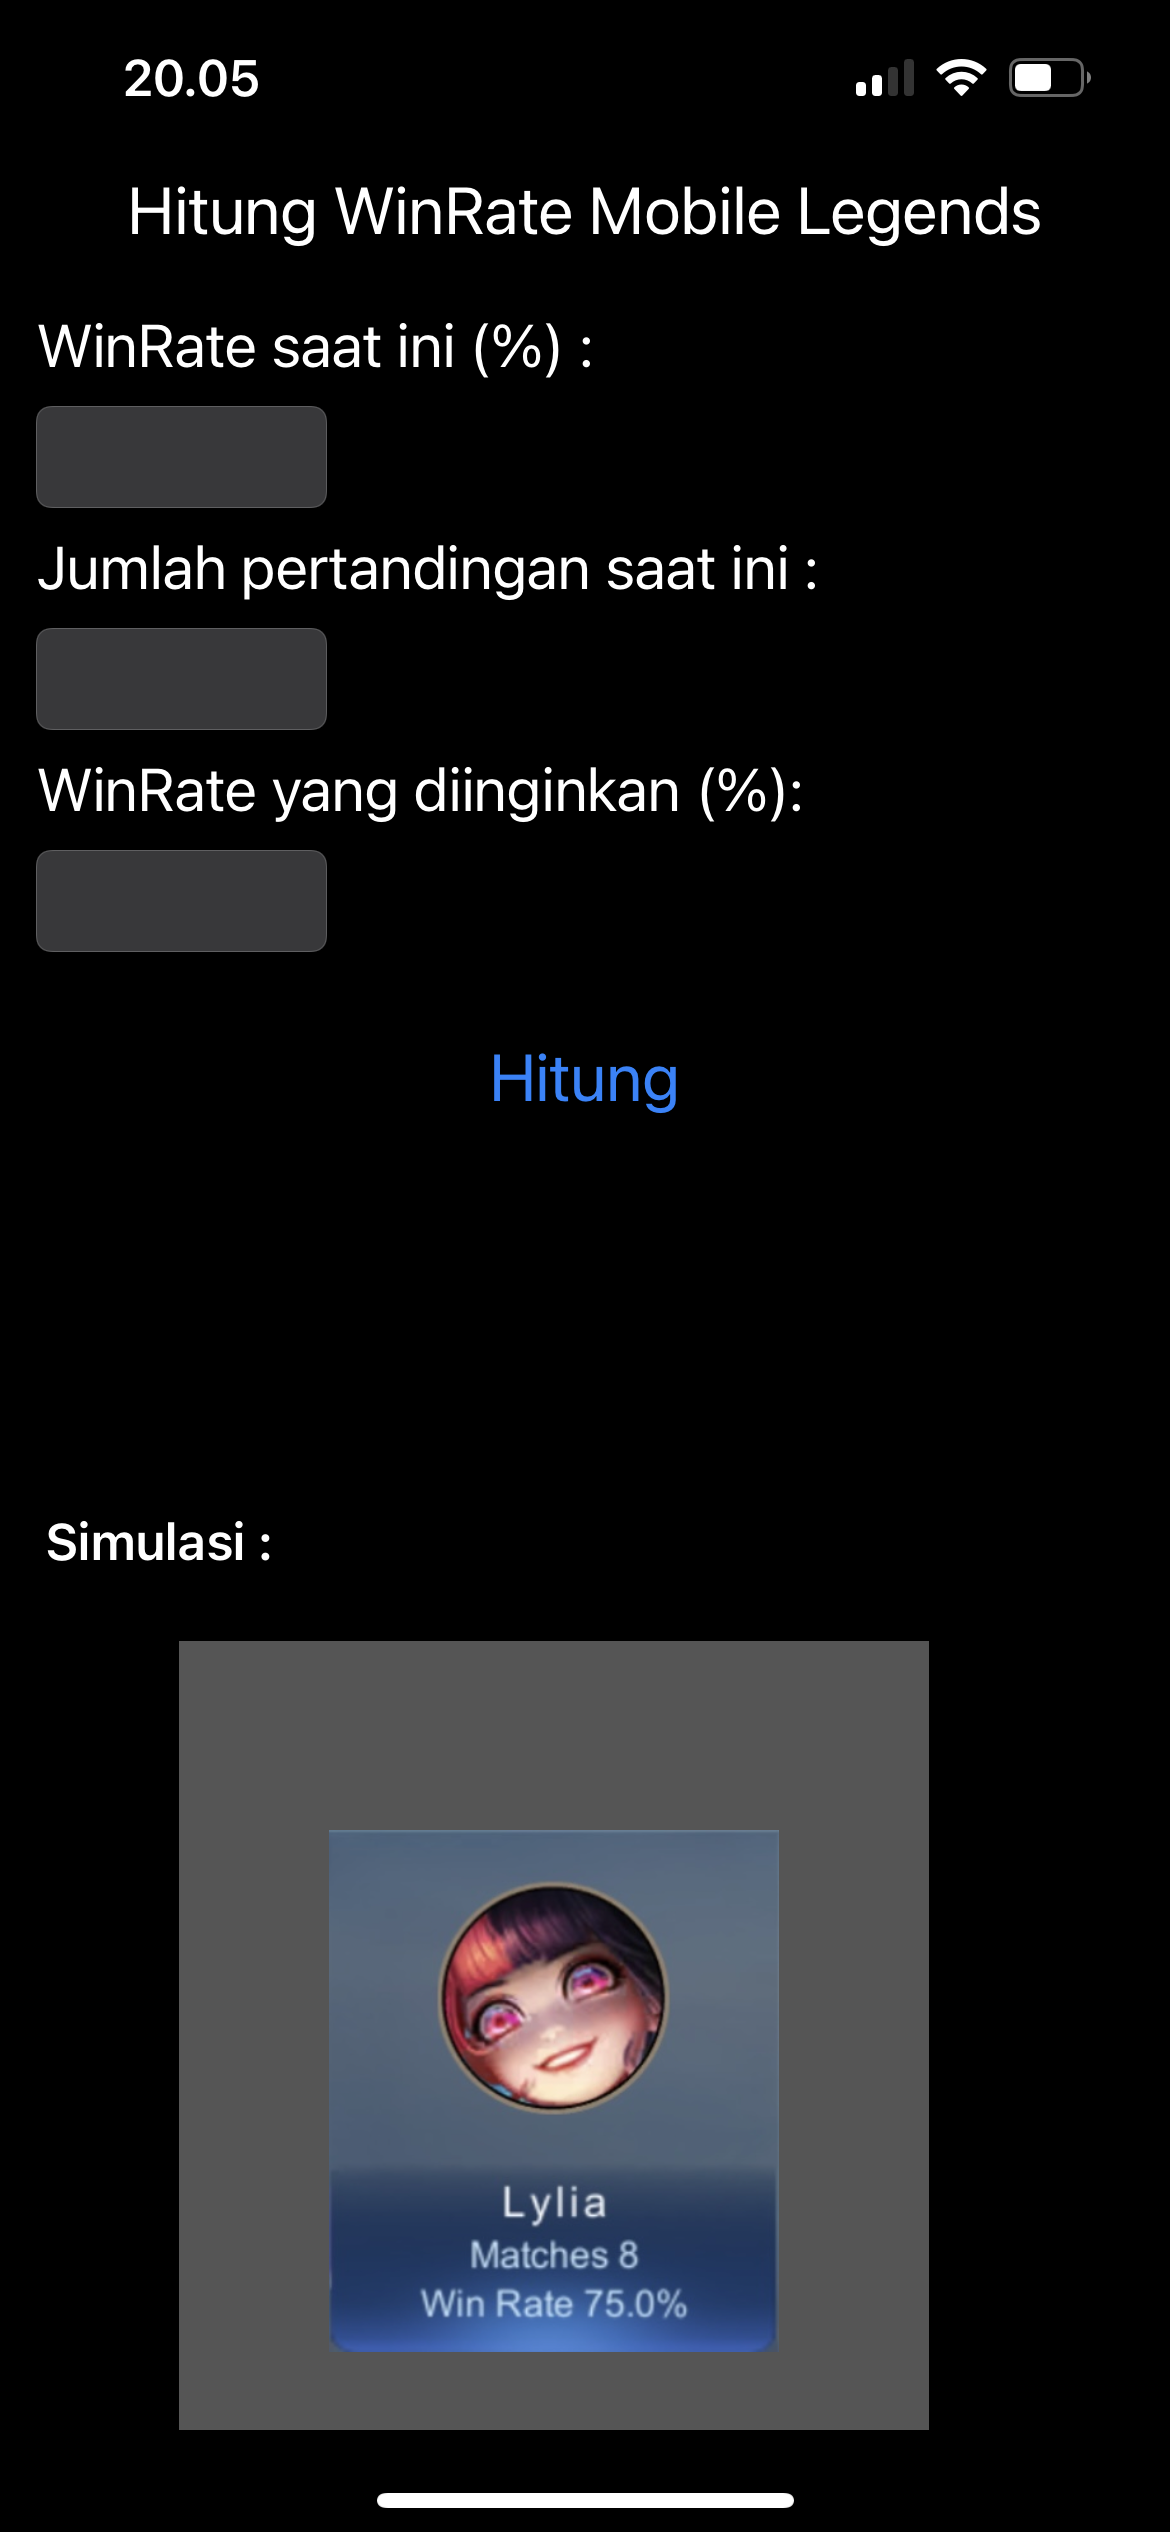 20.05
Hitung WinRate Mobile Legends
WinRate saat ini (%) :
Jumlah pertandingan saat ini :
WinRate yang diinginkan (%):
Hitung
Simulasi :
Lylia
Matches 8
Win Rate 75.0%